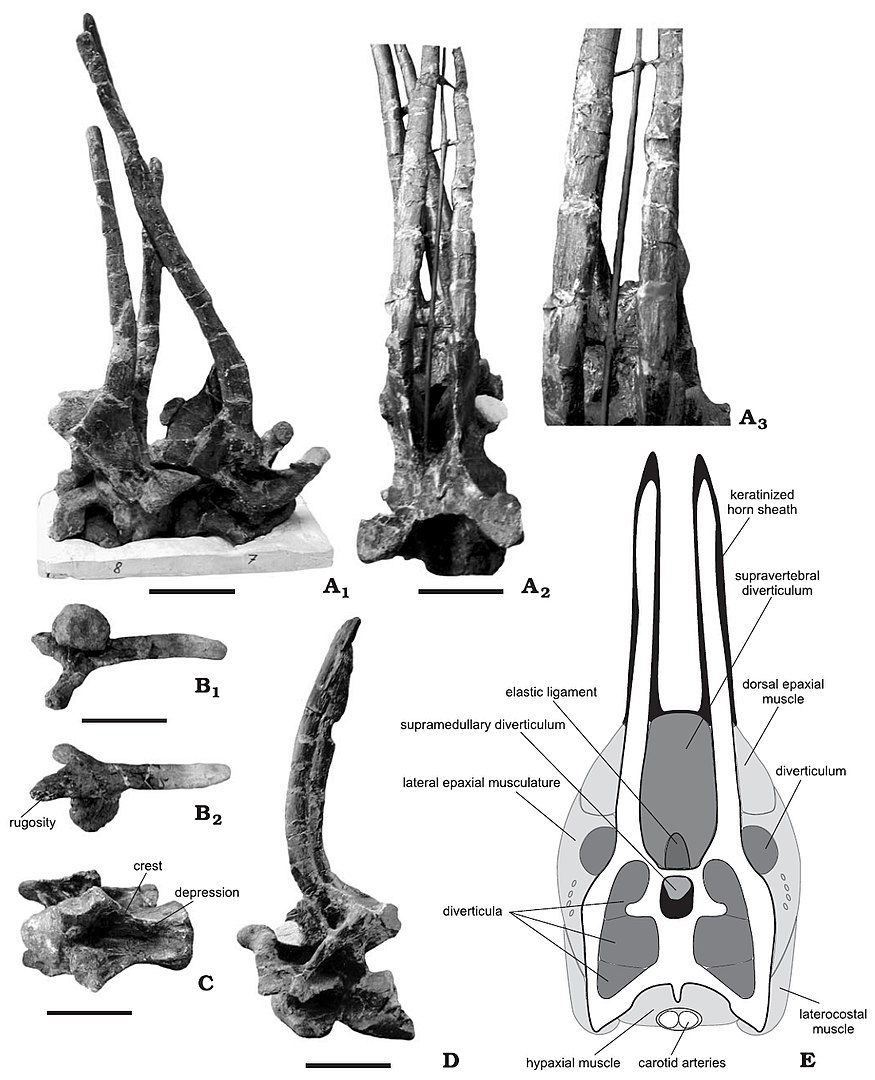 8
7
A1
A2
A3
B1
B2
rugosity
crest
depression
C
D
keratinized
horn sheath
supravertebral
diverticulum
elastic ligament
dorsal epaxial
muscle
supramedullary diverticulum
diverticulum
lateral epaxial musculature
diverticula
laterocostal
muscle
hypaxial muscle
carotid arteries
E